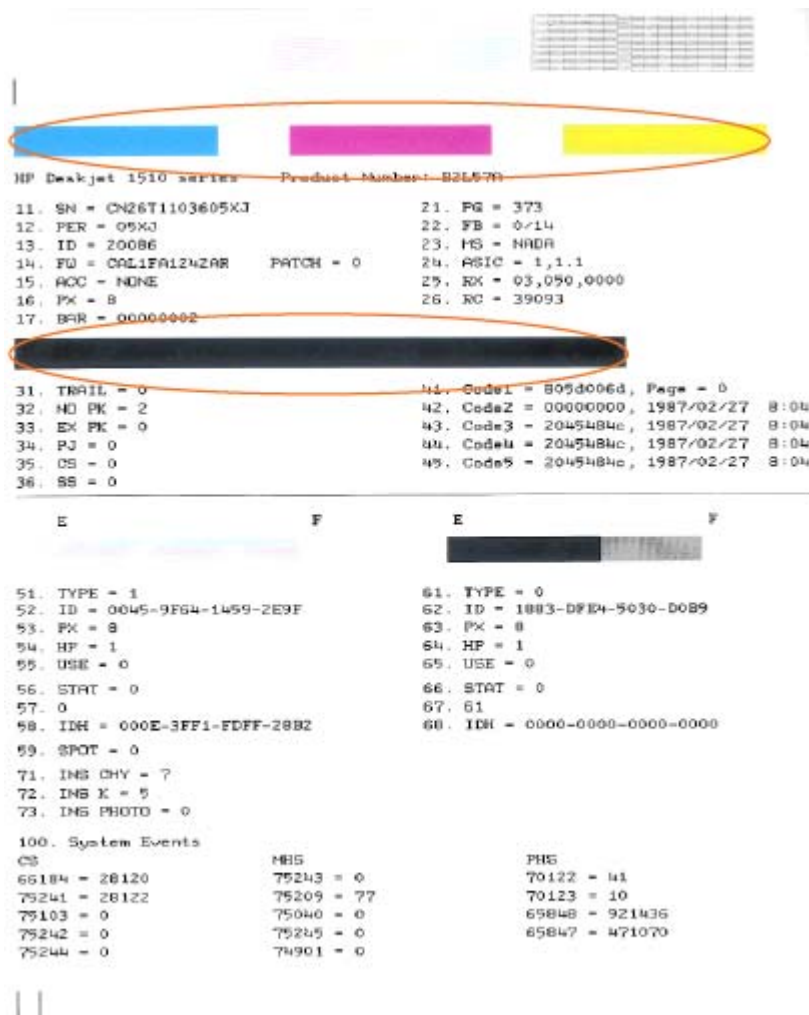 HP Deskjet 1510 series Product Number: B2L57A
11. SN = CN26T1103605XJ 21. PG = 373
12. PER = 05XJ 22. FB = 0/14
13. ID = 20086 23. MS = NADA
14. FW = CAL1FA1242AR PATCH = 0 24. ASIC = 1,1.1
15. ACC = NONE 25. RX = 03,050,0000
16. PX = 8 26. RC = 39093
17. BAR = 00000002
31. TRAIL = 0 41. Code1 = 805d006d, Page = 0
32. NO PK = 2 42. Code2 = 00000000, 1987/02/27 8:04
33. EX PK = 0 43. Code3 = 2045484c, 1987/02/27 8:04
34. PJ = 0 44. Code4 = 2045484c, 1987/02/27 8:04
35. CS = 0 45. Code5 = 2045484c, 1987/02/27 8:04
36. SS = 0
E F E F
51. TYPE = 1 61. TYPE = 0
52. ID = 0045-9F64-1459-2E9F 62. ID = 1883-DFE4-5030-D0B9
53. PX = 8 63. PX = 8
54. HP = 1 64. HP = 1
55. USE = 0 65. USE = 0
56. STAT = 0 66. STAT = 0
57. 0 67. 61
58. IDH = 000E-3FF1-FDFF-28B2 68. IDH = 0000-0000-0000-0000
59. SPOT = 0
71. INS CMY = 7
72. INS K = 5
73. INS PHOTO = 0
100. System Events
CS MHS PHS
66184 = 28120 75243 = 0 70122 = 41
75241 = 28122 75209 = 77 70123 = 10
75103 = 0 75040 = 0 65848 = 921436
75242 = 0 75245 = 0 65847 = 471070
75244 = 0 74901 = 0